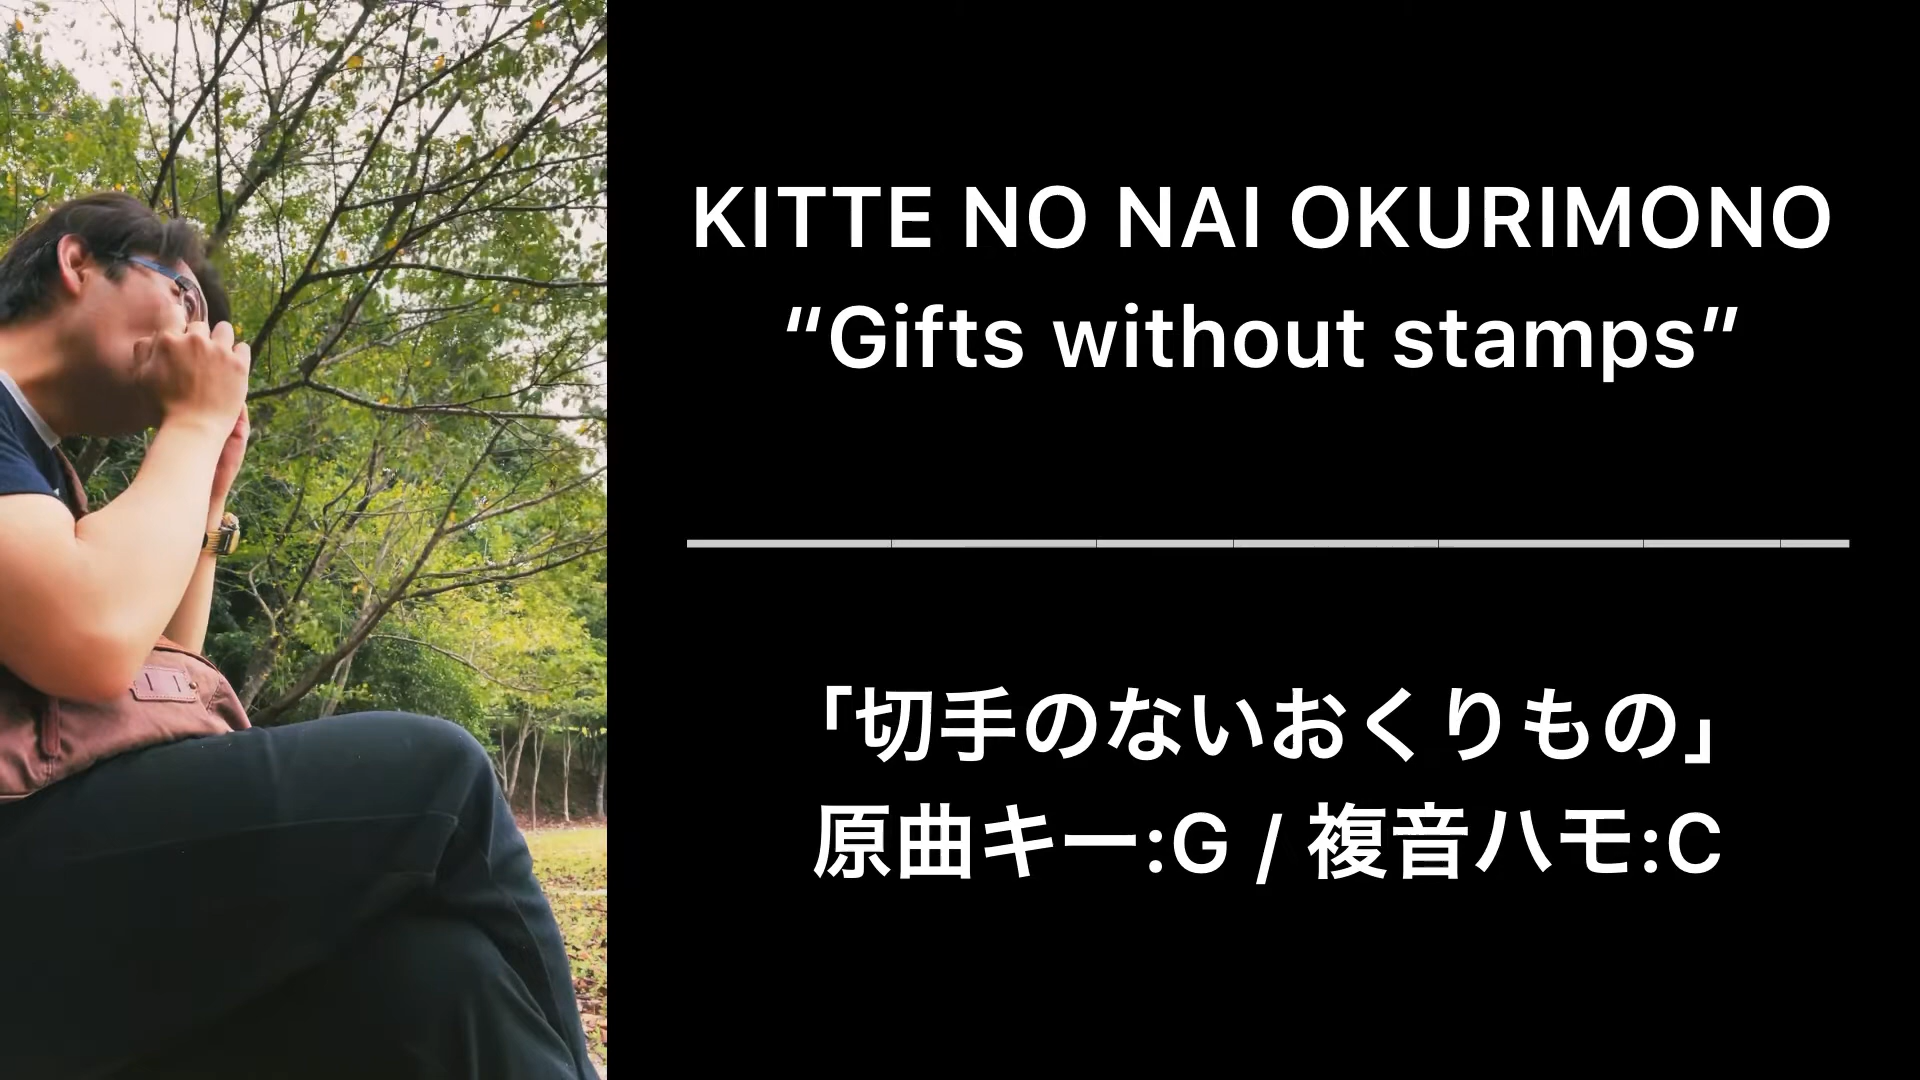 KITTE NO NAI OKURIMONO
“Gifts without stamps”
「切手のないおくりもの」
原曲キー:G / 複音ハモ:C